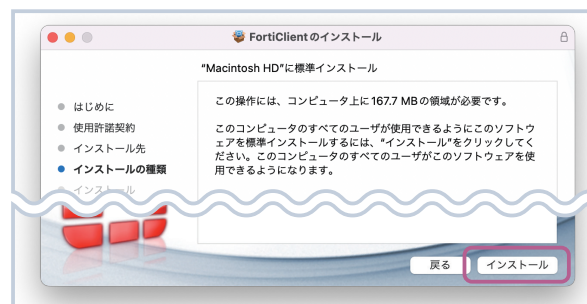 FortiClientのインストール
"Macintosh HD"に標準インストール
はじめに
使用許諾契約
インストール先
インストールの種類
インストール
この操作には、コンピュータ上に167.7 MBの領域が必要です。
このコンピュータのすべてのユーザが使用できるようにこのソフトウ
ェアを標準インストールするには、"インストール"をクリックしてく
ださい。このコンピュータのすべてのユーザがこのソフトウェアを使
用できるようになります。
戻る
インストール